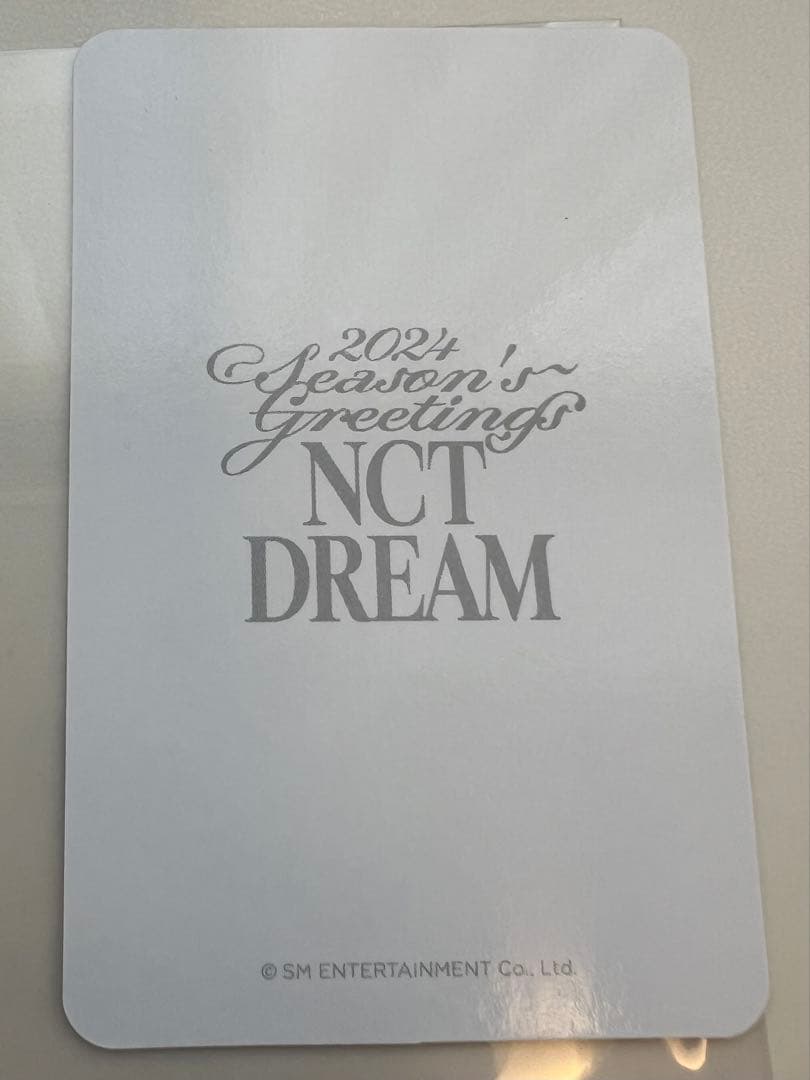 2024
Season's
Greetings
NCT
DREAM
© SM ENTERTAINMENT Co., Ltd.